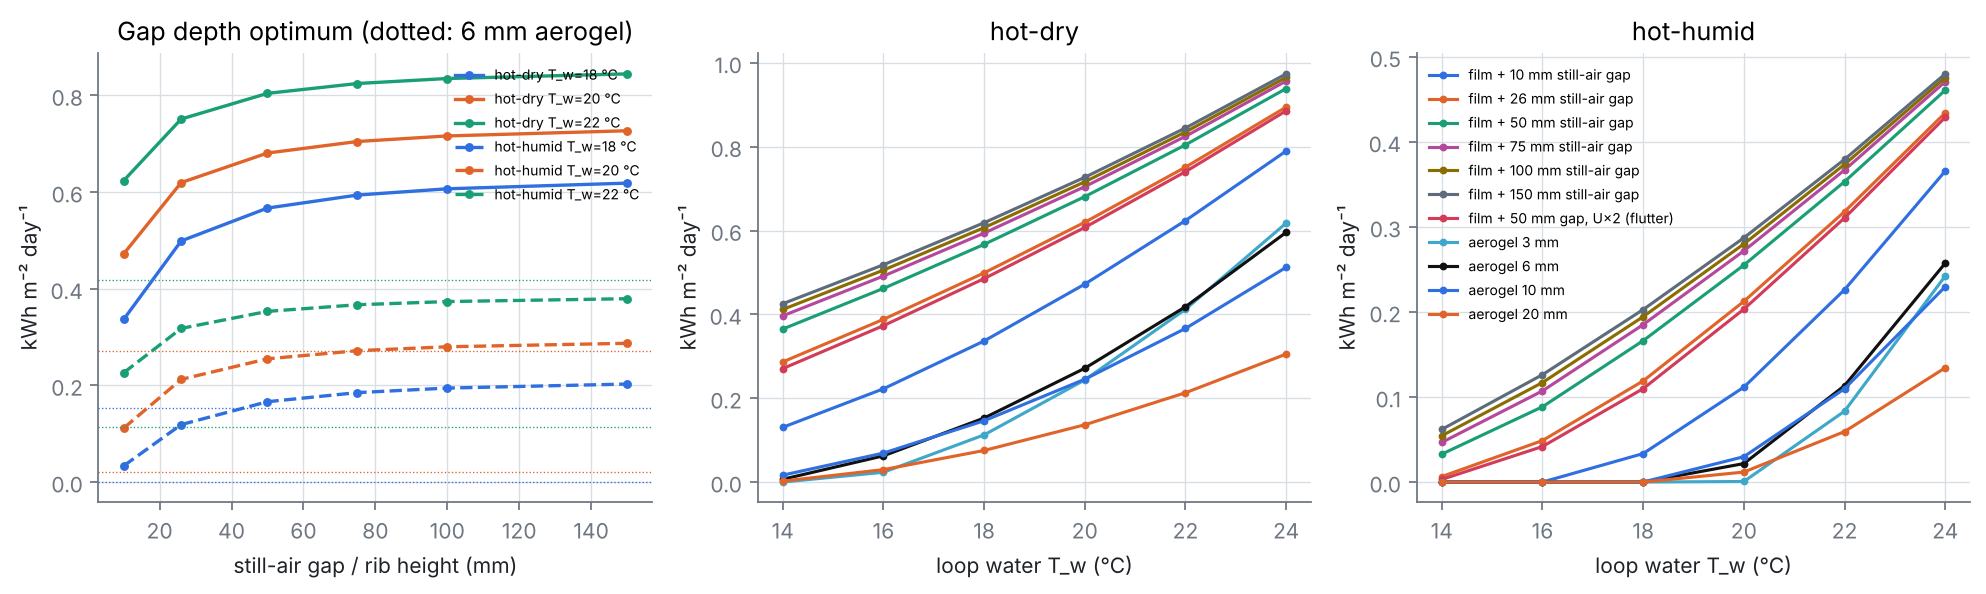 Gap depth optimum (dotted: 6 mm aerogel)
kWh m⁻² day⁻¹
0.8
0.6
0.4
0.2
0.0
20 40 60 80 100 120 140
still-air gap / rib height (mm)
hot-dry T_w=18 °C
hot-dry T_w=20 °C
hot-dry T_w=22 °C
hot-humid T_w=18 °C
hot-humid T_w=20 °C
hot-humid T_w=22 °C
hot-dry
kWh m⁻² day⁻¹
1.0
0.8
0.6
0.4
0.2
0.0
14 16 18 20 22 24
loop water T_w (°C)
hot-humid
kWh m⁻² day⁻¹
0.5
0.4
0.3
0.2
0.1
0.0
14 16 18 20 22 24
loop water T_w (°C)
film + 10 mm still-air gap
film + 26 mm still-air gap
film + 50 mm still-air gap
film + 75 mm still-air gap
film + 100 mm still-air gap
film + 150 mm still-air gap
film + 50 mm gap, U×2 (flutter)
aerogel 3 mm
aerogel 6 mm
aerogel 10 mm
aerogel 20 mm